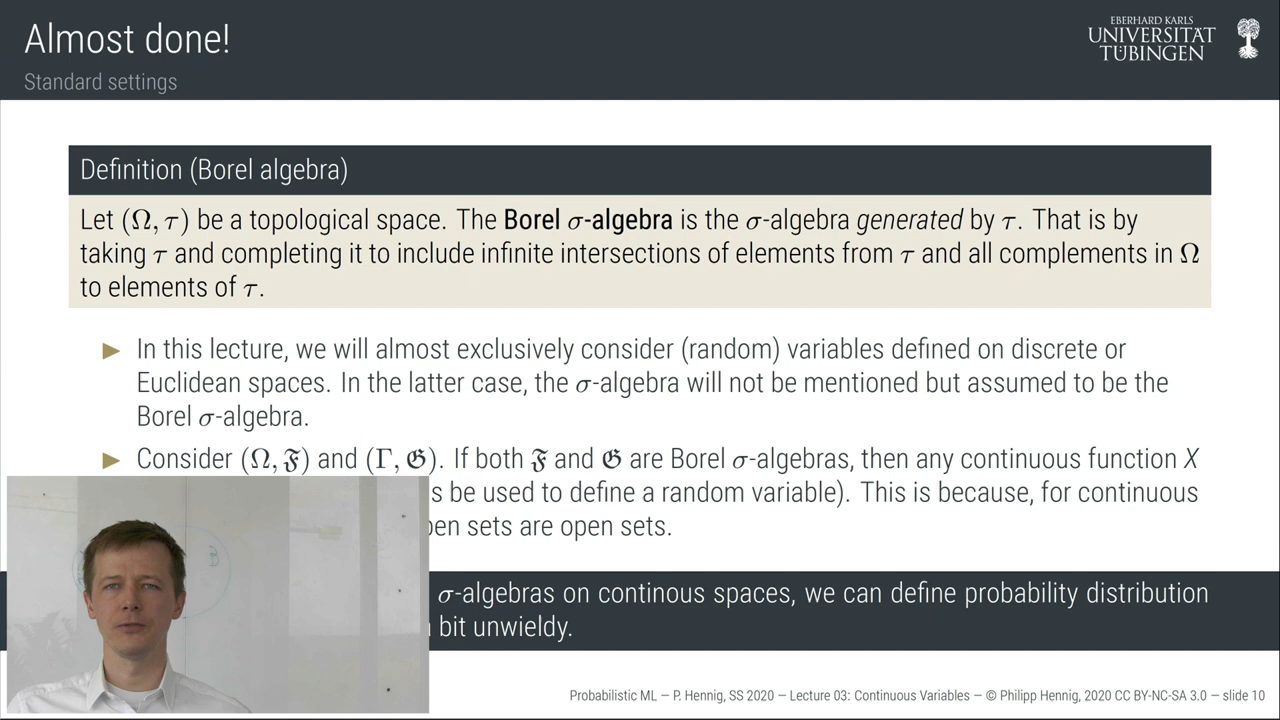 Almost done!
Standard settings
EBERHARD KARLS
UNIVERSITÄT
TÜBINGEN
Definition (Borel algebra)
Let (Ω, τ) be a topological space. The Borel σ-algebra is the σ-algebra generated by τ. That is by
taking τ and completing it to include infinite intersections of elements from τ and all complements in Ω
to elements of τ.
▶ In this lecture, we will almost exclusively consider (random) variables defined on discrete or
Euclidean spaces. In the latter case, the σ-algebra will not be mentioned but assumed to be the
Borel σ-algebra.
▶ Consider (Ω, 𝔉) and (Γ, 𝔊). If both 𝔉 and 𝔊 are Borel σ-algebras, then any continuous function X
s be used to define a random variable). This is because, for continuous
pen sets are open sets.
σ-algebras on continous spaces, we can define probability distribution
bit unwieldy.
Probabilistic ML — P. Hennig, SS 2020 — Lecture 03: Continuous Variables — © Philipp Hennig, 2020 CC BY-NC-SA 3.0 — slide 10